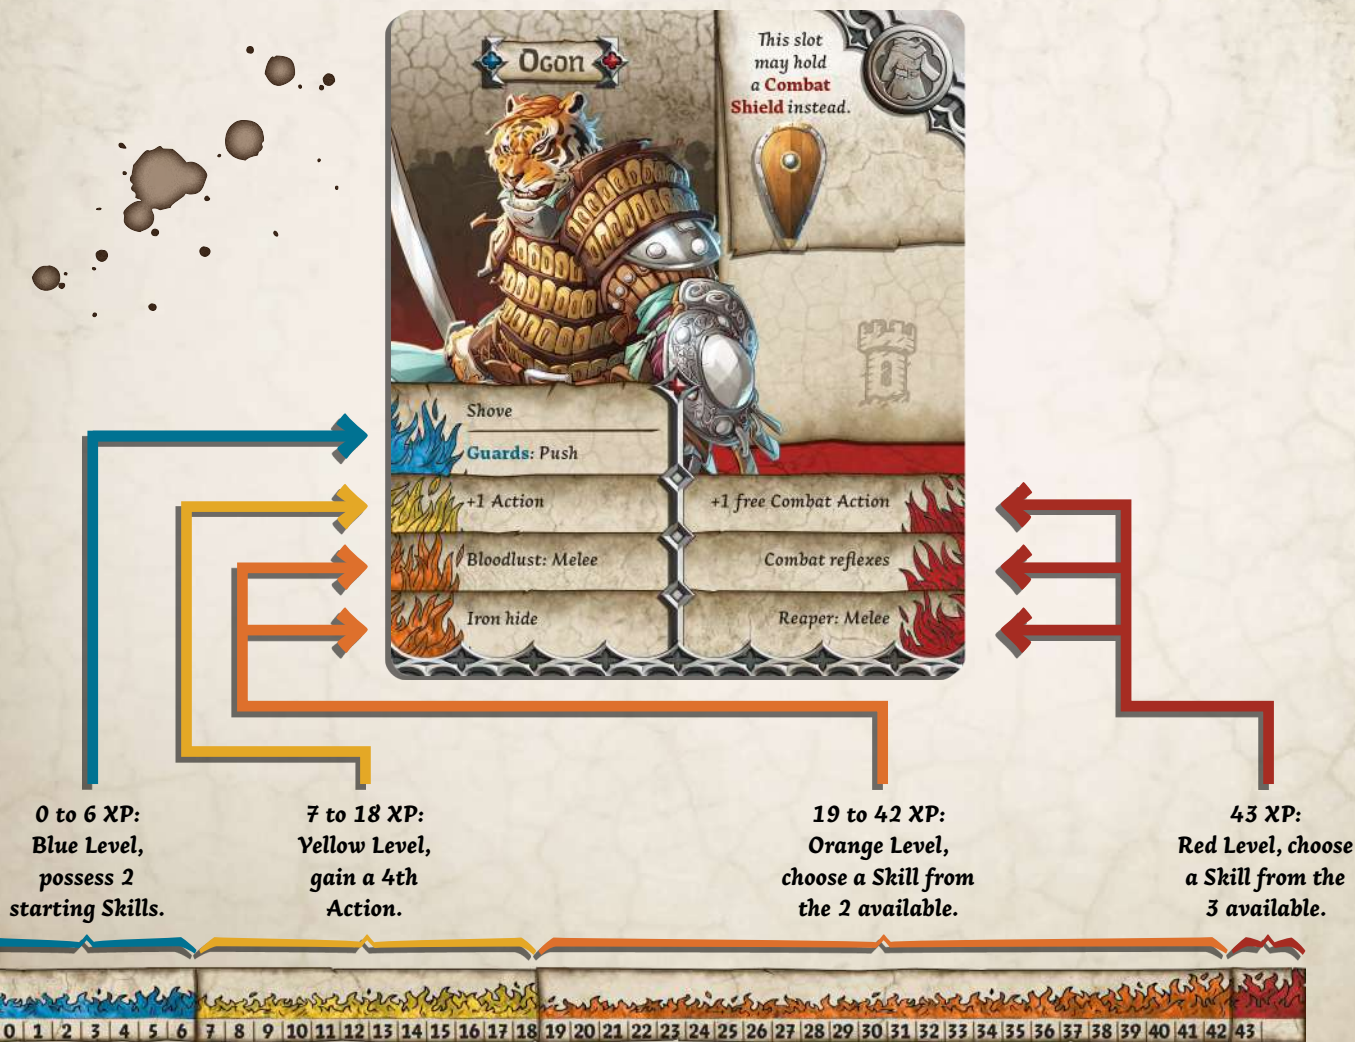 Ogon
This slot
may hold
a Combat
Shield instead.
Shove
Guards: Push
+1 Action
Bloodlust: Melee
Iron hide
+1 free Combat Action
Combat reflexes
Reaper: Melee
0 to 6 XP:
Blue Level,
possess 2
starting Skills.
7 to 18 XP:
Yellow Level,
gain a 4th
Action.
19 to 42 XP:
Orange Level,
choose a Skill from
the 2 available.
43 XP:
Red Level, choose
a Skill from the
3 available.
0 1 2 3 4 5 6 7 8 9 10 11 12 13 14 15 16 17 18 19 20 21 22 23 24 25 26 27 28 29 30 31 32 33 34 35 36 37 38 39 40 41 42 43